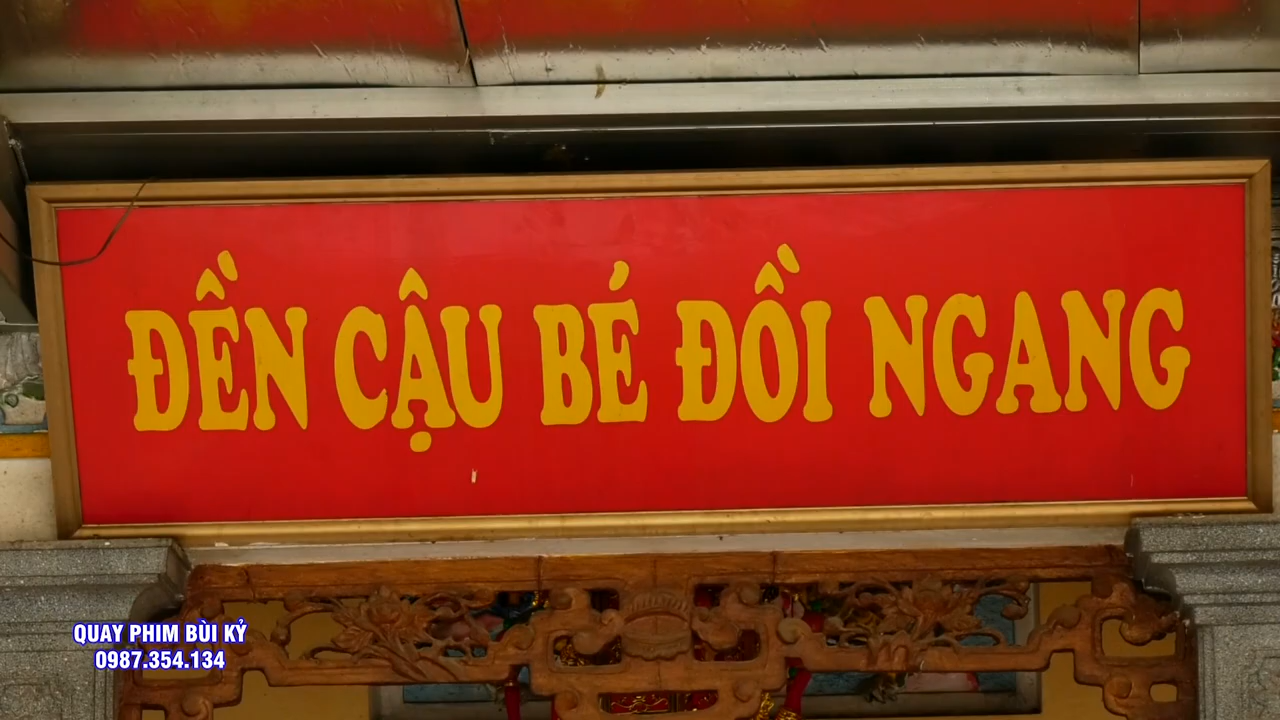 ĐỀN CẬU BÉ ĐỒI NGANG
QUAY PHIM BÙI KỶ
0987.354.134